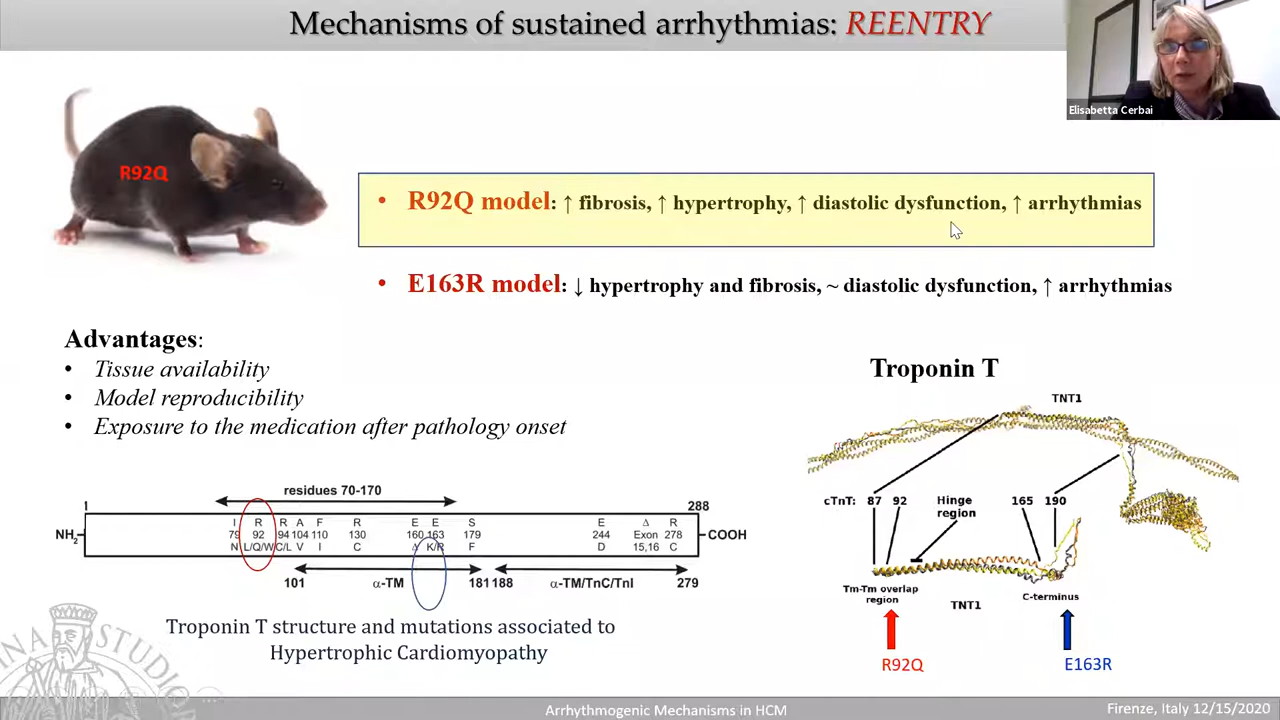 Mechanisms of sustained arrhythmias: REENTRY
Elisabetta Cerbai
R92Q
• R92Q model: ↑ fibrosis, ↑ hypertrophy, ↑ diastolic dysfunction, ↑ arrhythmias
• E163R model: ↓ hypertrophy and fibrosis, ~ diastolic dysfunction, ↑ arrhythmias
Advantages:
• Tissue availability
• Model reproducibility
• Exposure to the medication after pathology onset
residues 70-170
1 288
NH2 COOH
I R R A F R E E S E Δ R
79 92 94 104 110 130 160 163 179 244 Exon 278
N L/Q/W C/L V I C Δ K/R F D 15,16 C
101 α-TM 181 188 α-TM/TnC/TnI 279
Troponin T structure and mutations associated to
Hypertrophic Cardiomyopathy
Troponin T
TNT1
cTnT: 87 92 Hinge 165 190
region
Tm-Tm overlap
region
TNT1
C-terminus
R92Q
E163R
INA STUDIO
Arrhythmogenic Mechanisms in HCM
Firenze, Italy 12/15/2020